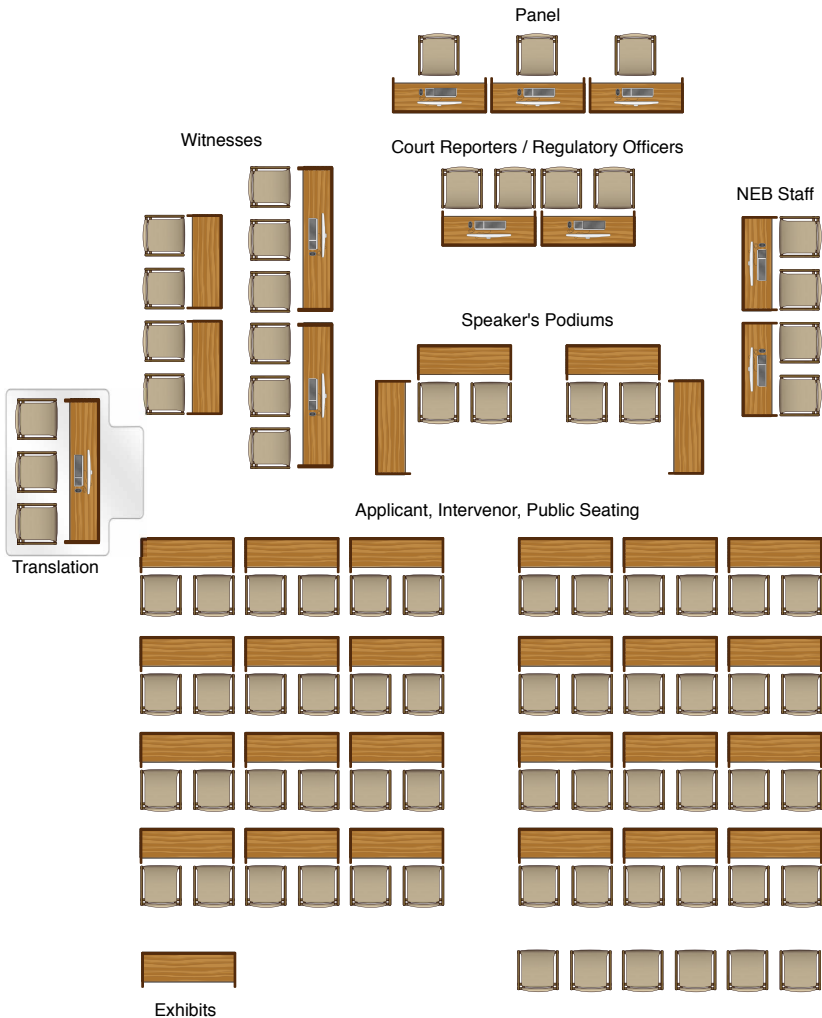 Panel
Witnesses
Court Reporters / Regulatory Officers
NEB Staff
Speaker's Podiums
Applicant, Intervenor, Public Seating
Translation
Exhibits